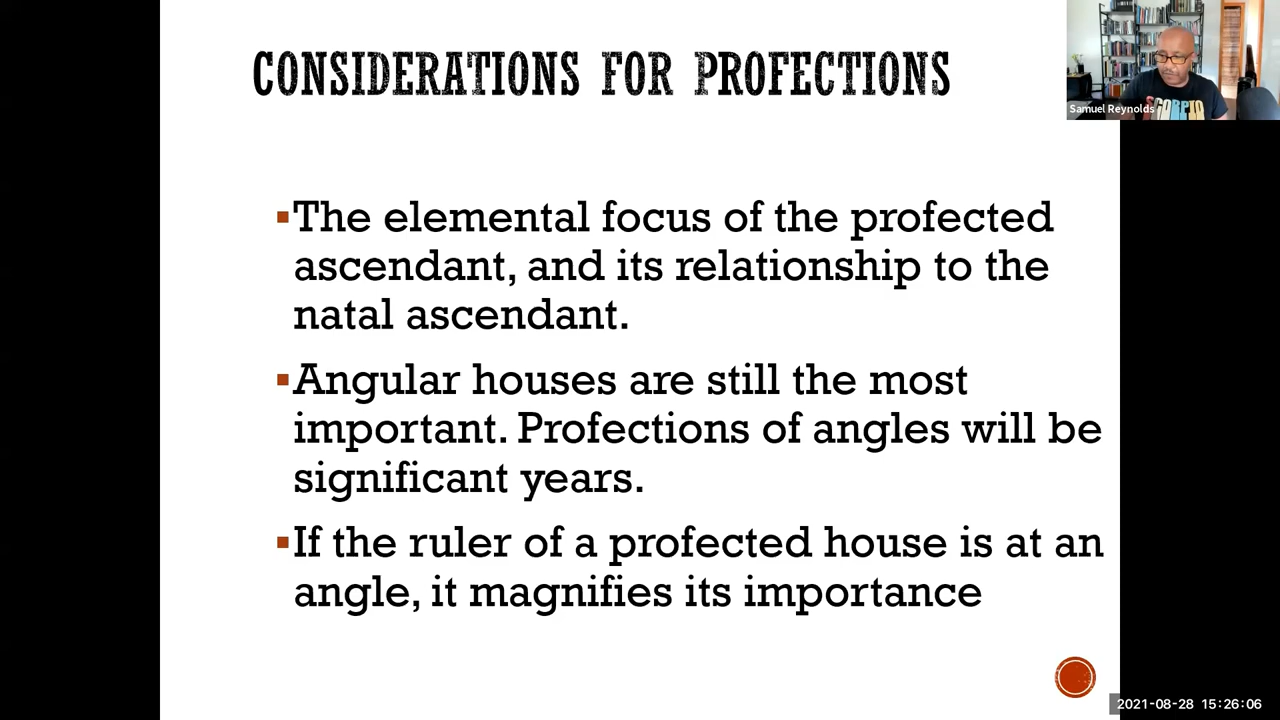 CONSIDERATIONS FOR PROFECTIONS
Samuel Reynolds
SCORPIO
▪The elemental focus of the profected
ascendant, and its relationship to the
natal ascendant.
▪Angular houses are still the most
important. Profections of angles will be
significant years.
▪If the ruler of a profected house is at an
angle, it magnifies its importance
2021-08-28 15:26:06